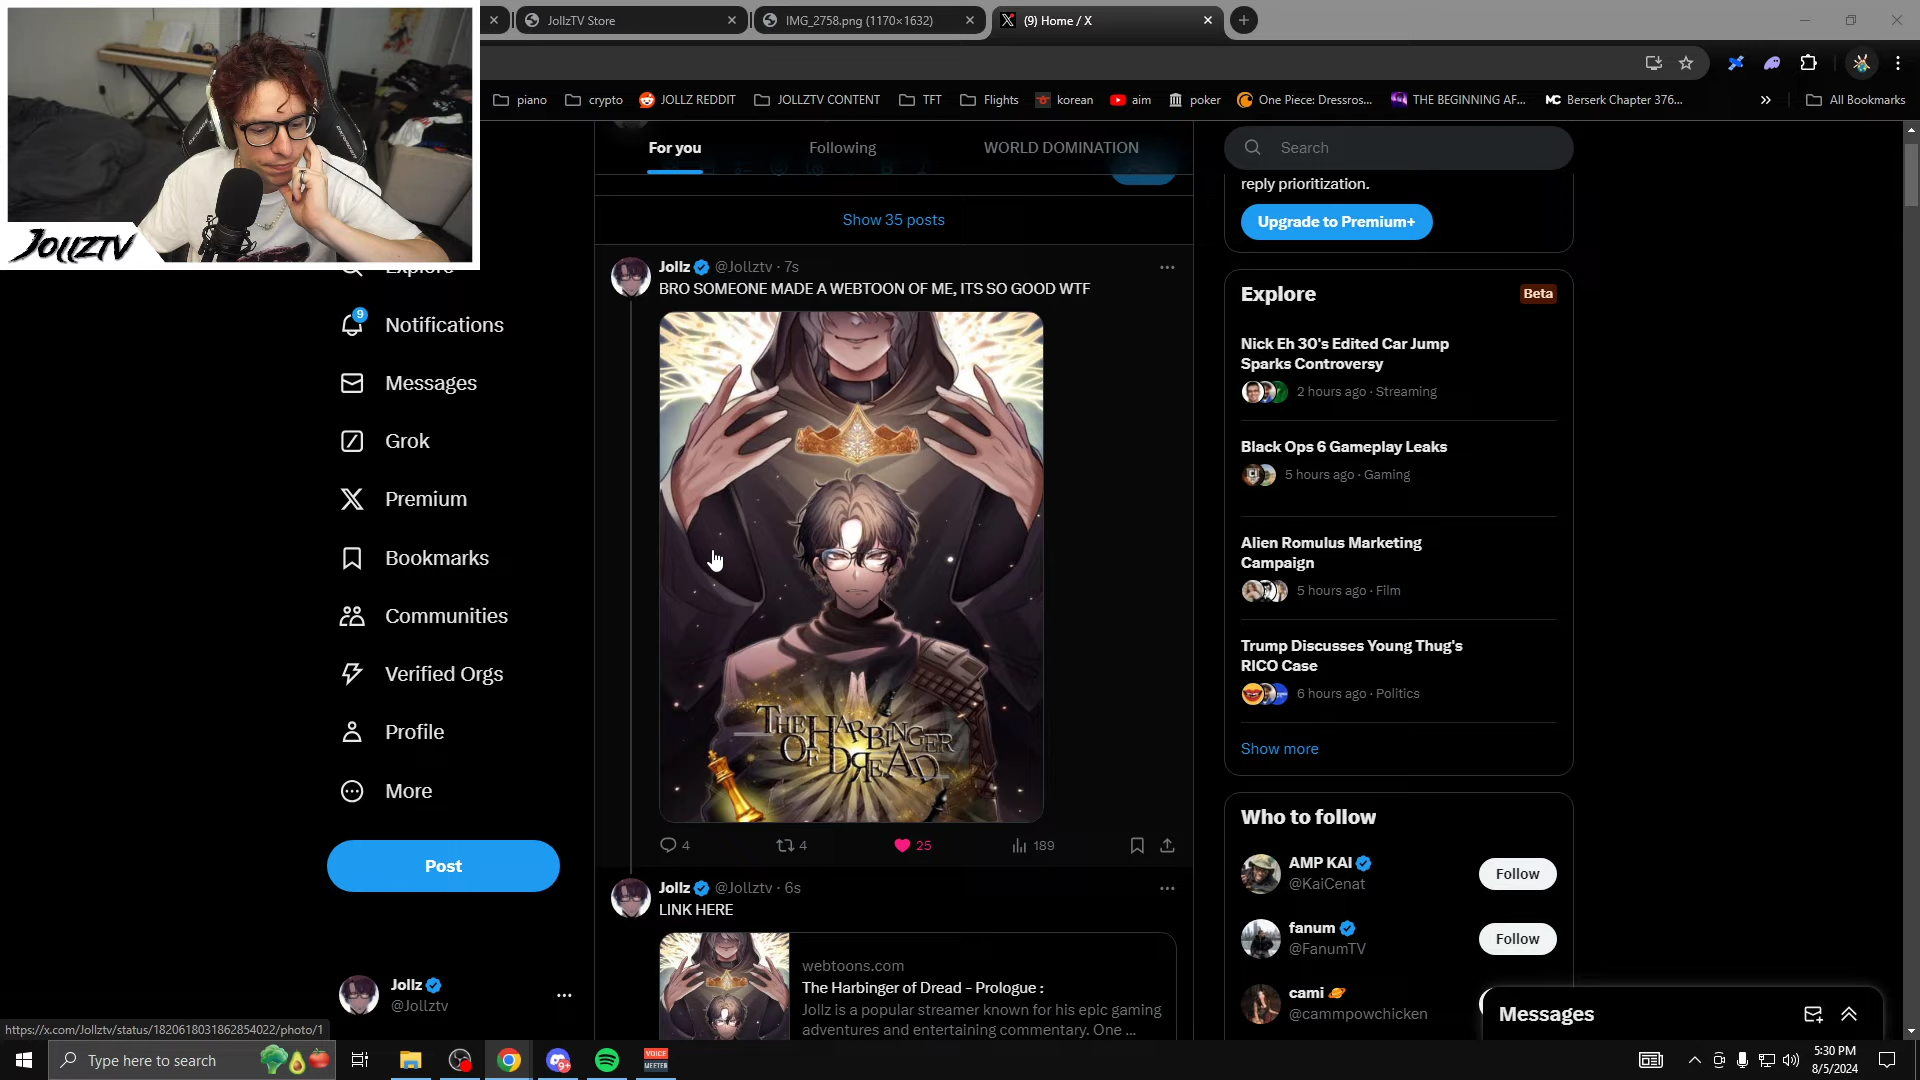 JollzTV Store
IMG_2758.png (1170×1632)
(9) Home / X
piano
crypto
JOLLZ REDDIT
JOLLZTV CONTENT
TFT
Flights
korean
aim
poker
One Piece: Dressros...
THE BEGINNING AF...
MC Berserk Chapter 376...
All Bookmarks
JollzTV
Explore
Notifications
9
Messages
Grok
Premium
Bookmarks
Communities
Verified Orgs
Profile
More
Post
Jollz
@Jollztv
For you
Following
WORLD DOMINATION
Show 35 posts
Jollz @Jollztv · 7s
BRO SOMEONE MADE A WEBTOON OF ME, ITS SO GOOD WTF
THE HARBINGER
OF DREAD
4
4
25
189
Jollz @Jollztv · 6s
LINK HERE
webtoons.com
The Harbinger of Dread - Prologue :
Jollz is a popular streamer known for his epic gaming
adventures and entertaining commentary. One ...
Search
reply prioritization.
Upgrade to Premium+
Explore
Beta
Nick Eh 30's Edited Car Jump
Sparks Controversy
2 hours ago · Streaming
Black Ops 6 Gameplay Leaks
5 hours ago · Gaming
Alien Romulus Marketing
Campaign
5 hours ago · Film
Trump Discusses Young Thug's
RICO Case
6 hours ago · Politics
Show more
Who to follow
AMP KAI
@KaiCenat
Follow
fanum
@FanumTV
Follow
cami
@cammpowchicken
Messages
https://x.com/Jollztv/status/1820618031862854022/photo/1
Type here to search
9+
VOICE
MEETER
5:30 PM
8/5/2024